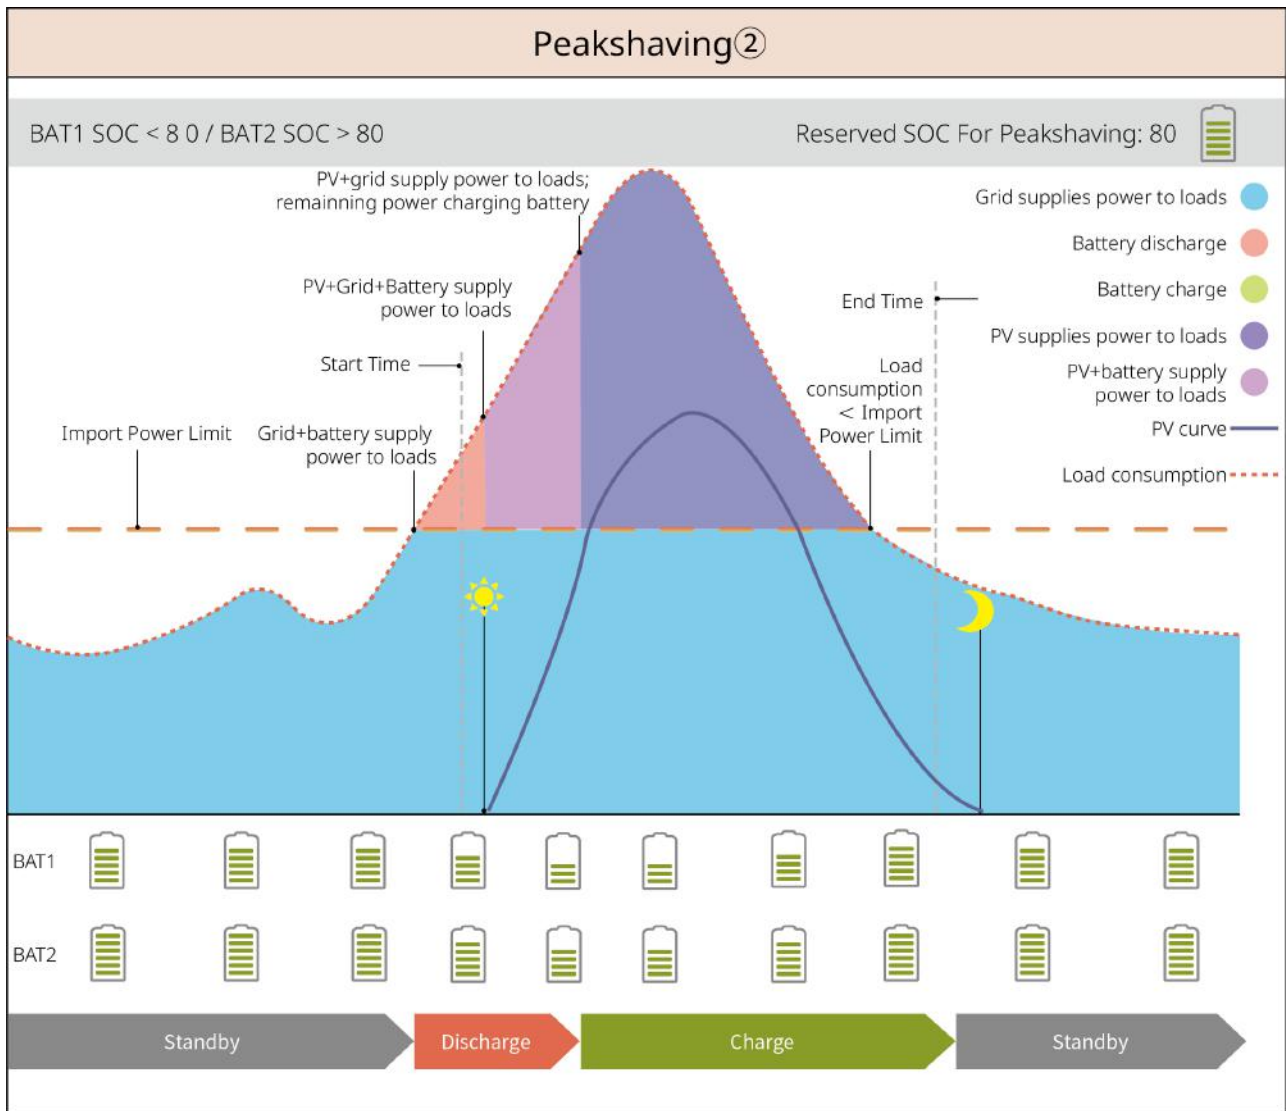 Peakshaving②
BAT1 SOC < 8 0 / BAT2 SOC > 80
Reserved SOC For Peakshaving: 80
PV+grid supply power to loads;
remainning power charging battery
PV+Grid+Battery supply
power to loads
Start Time
Import Power Limit
Grid+battery supply
power to loads
End Time
Load
consumption
< Import
Power Limit
Grid supplies power to loads
Battery discharge
Battery charge
PV supplies power to loads
PV+battery supply
power to loads
PV curve
Load consumption
BAT1
BAT2
Standby
Discharge
Charge
Standby